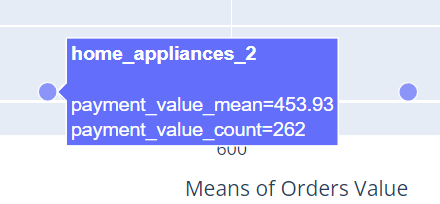 home_appliances_2
payment_value_mean=453.93
payment_value_count=262
600
Means of Orders Value